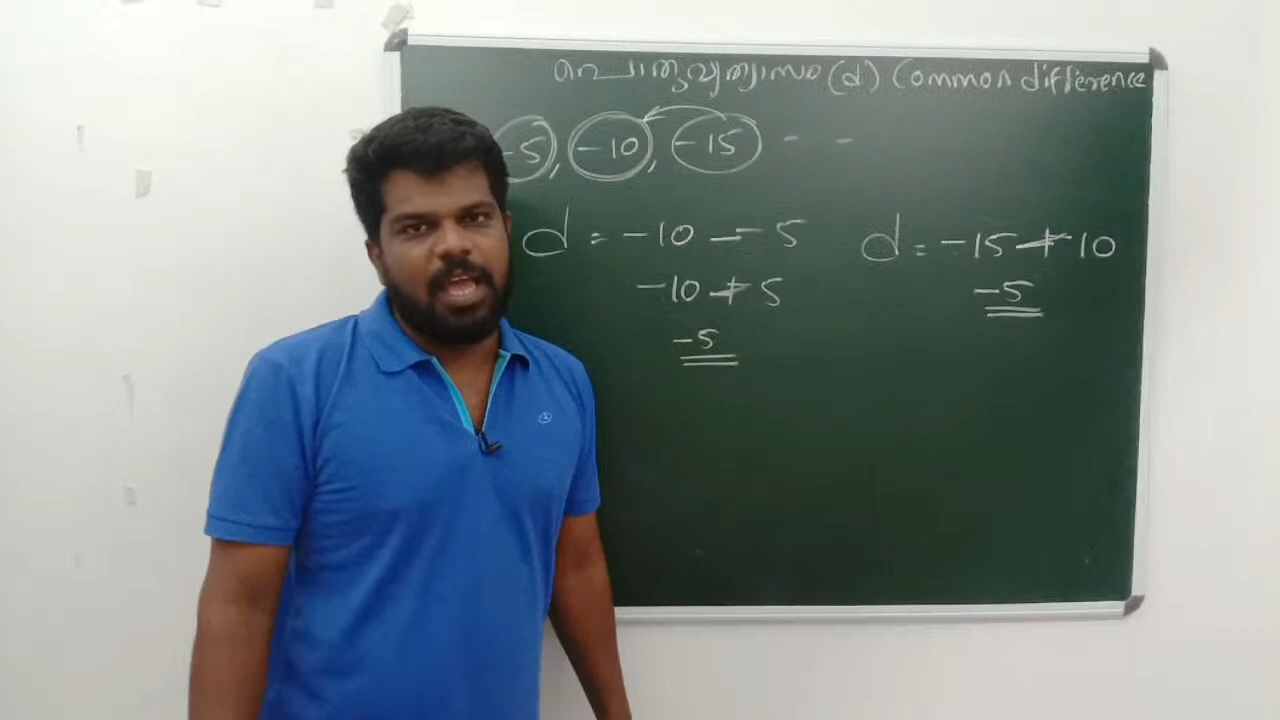 പൊതുവ്യത്യാസം (d) Common difference
-5, -10, -15 - -
d = -10 - -5
-10 + 5
-5
d = -15 + 10
-5